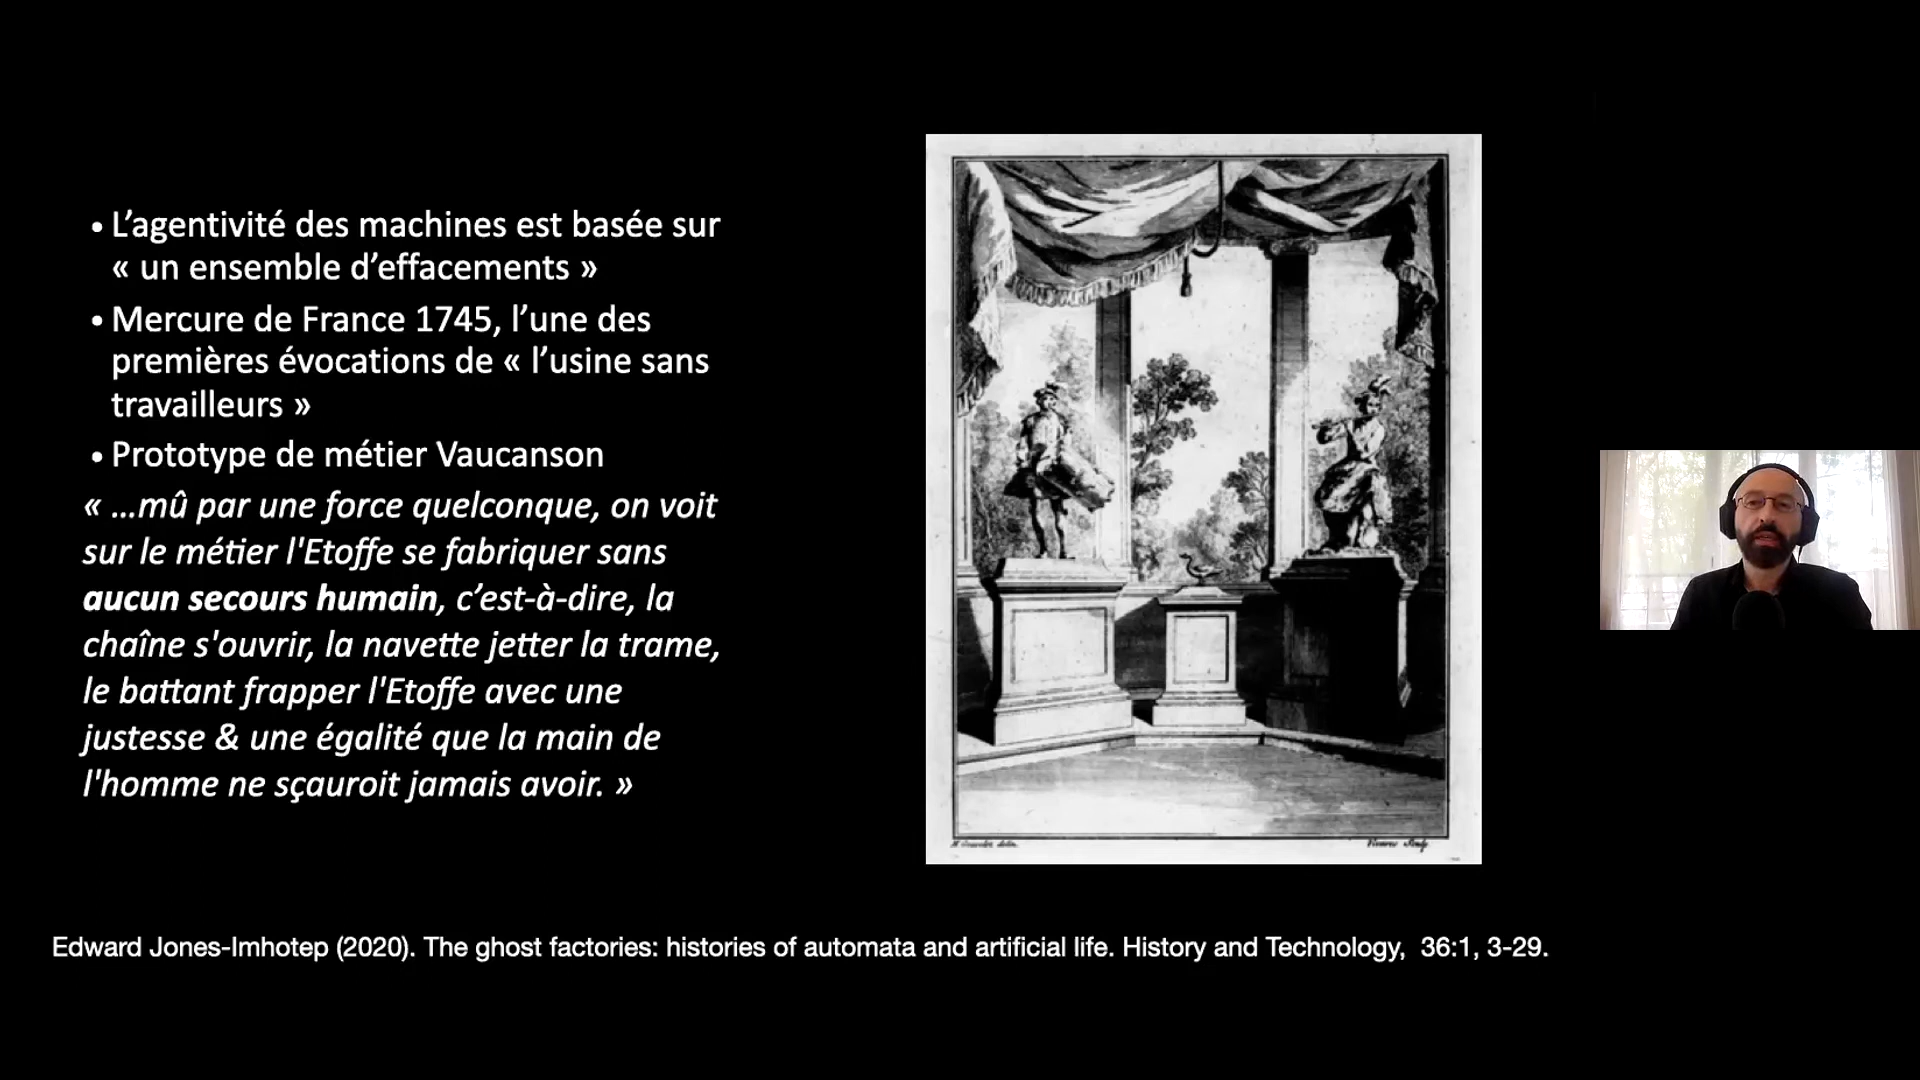 • L’agentivité des machines est basée sur
« un ensemble d’effacements »
• Mercure de France 1745, l’une des
premières évocations de « l’usine sans
travailleurs »
• Prototype de métier Vaucanson
« ...mû par une force quelconque, on voit
sur le métier l'Etoffe se fabriquer sans
aucun secours humain, c’est-à-dire, la
chaîne s'ouvrir, la navette jetter la trame,
le battant frapper l'Etoffe avec une
justesse & une égalité que la main de
l'homme ne sçauroit jamais avoir. »
delin.
Vivares Sculp.
Edward Jones-Imhotep (2020). The ghost factories: histories of automata and artificial life. History and Technology, 36:1, 3-29.